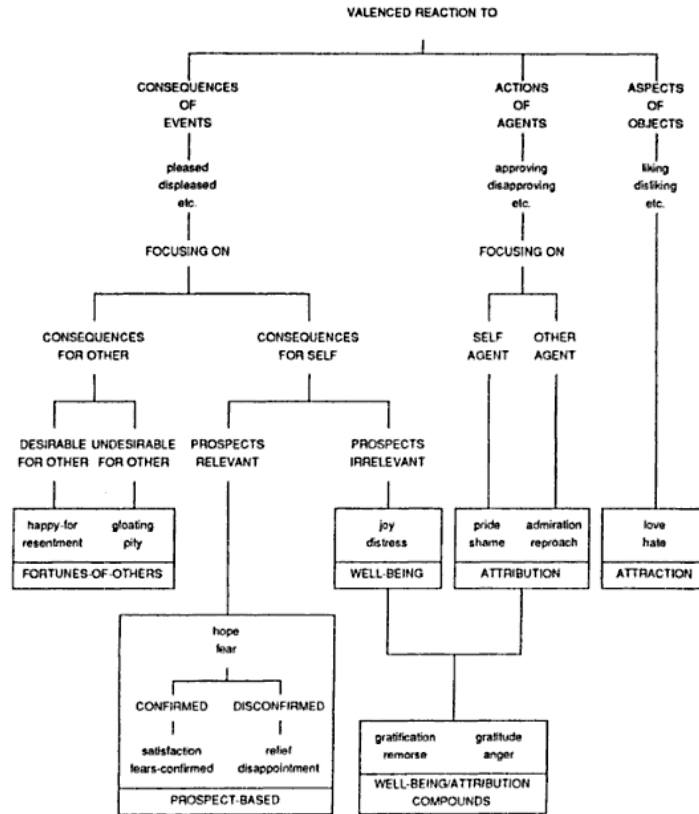 VALENCED REACTION TO
CONSEQUENCES
OF
EVENTS
ACTIONS
OF
AGENTS
ASPECTS
OF
OBJECTS
pleased
displeased
etc.
approving
disapproving
etc.
liking
disliking
etc.
FOCUSING ON
FOCUSING ON
CONSEQUENCES
FOR OTHER
CONSEQUENCES
FOR SELF
SELF
AGENT
OTHER
AGENT
DESIRABLE
FOR OTHER
UNDESIRABLE
FOR OTHER
PROSPECTS
RELEVANT
PROSPECTS
IRRELEVANT
happy-for
resentment
gloating
pity
FORTUNES-OF-OTHERS
joy
distress
WELL-BEING
pride
shame
admiration
reproach
ATTRIBUTION
love
hate
ATTRACTION
hope
fear
CONFIRMED
DISCONFIRMED
satisfaction
fears-confirmed
relief
disappointment
PROSPECT-BASED
gratification
remorse
gratitude
anger
WELL-BEING/ATTRIBUTION
COMPOUNDS